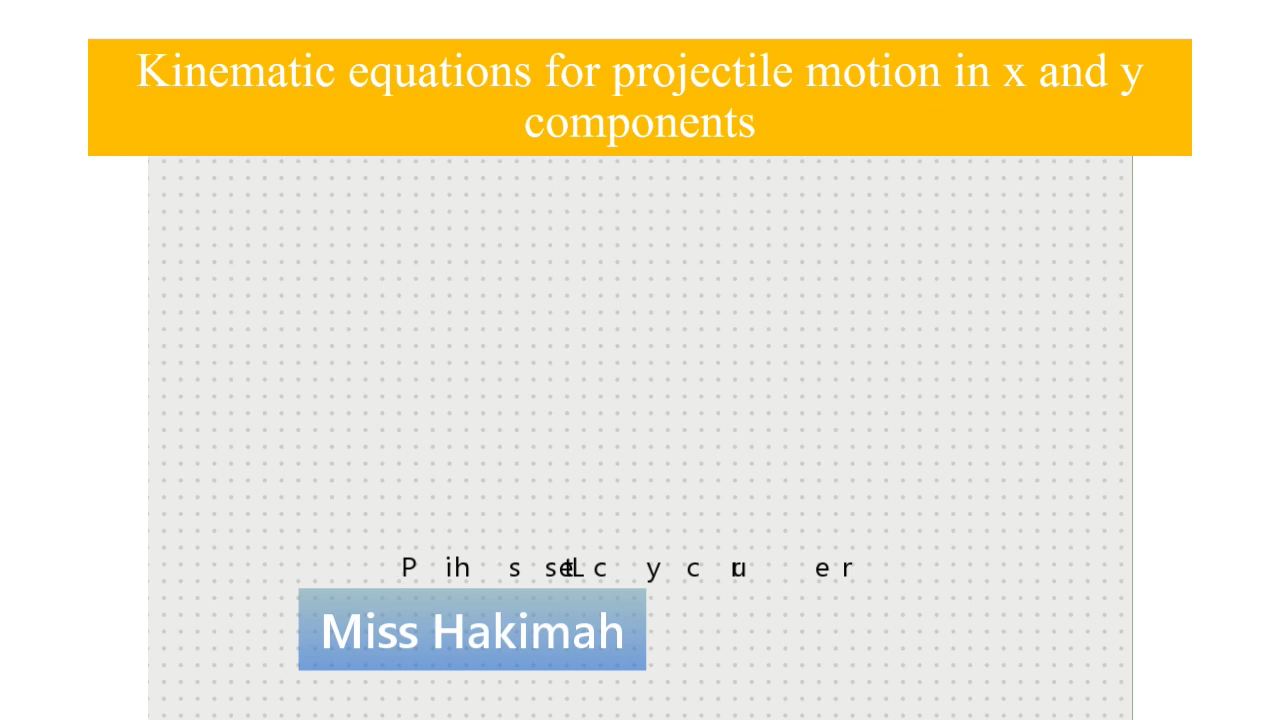 Kinematic equations for projectile motion in x and y
components
Miss Hakimah